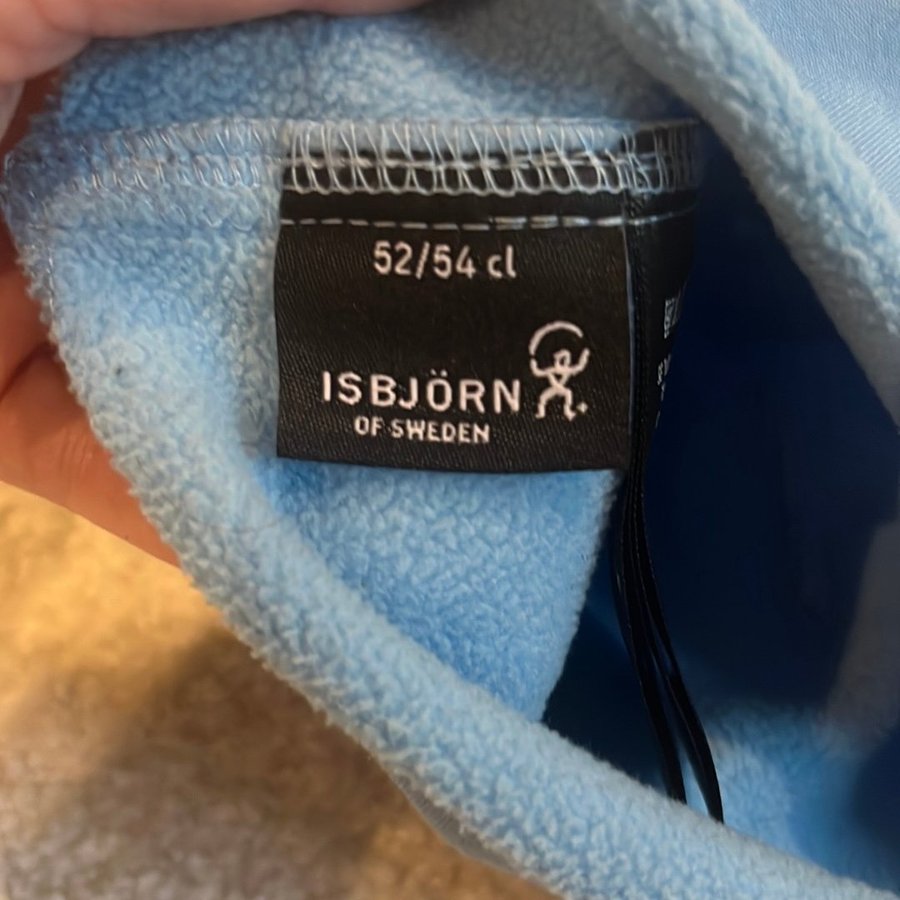 52/54 cl
ISBJÖRN
OF SWEDEN